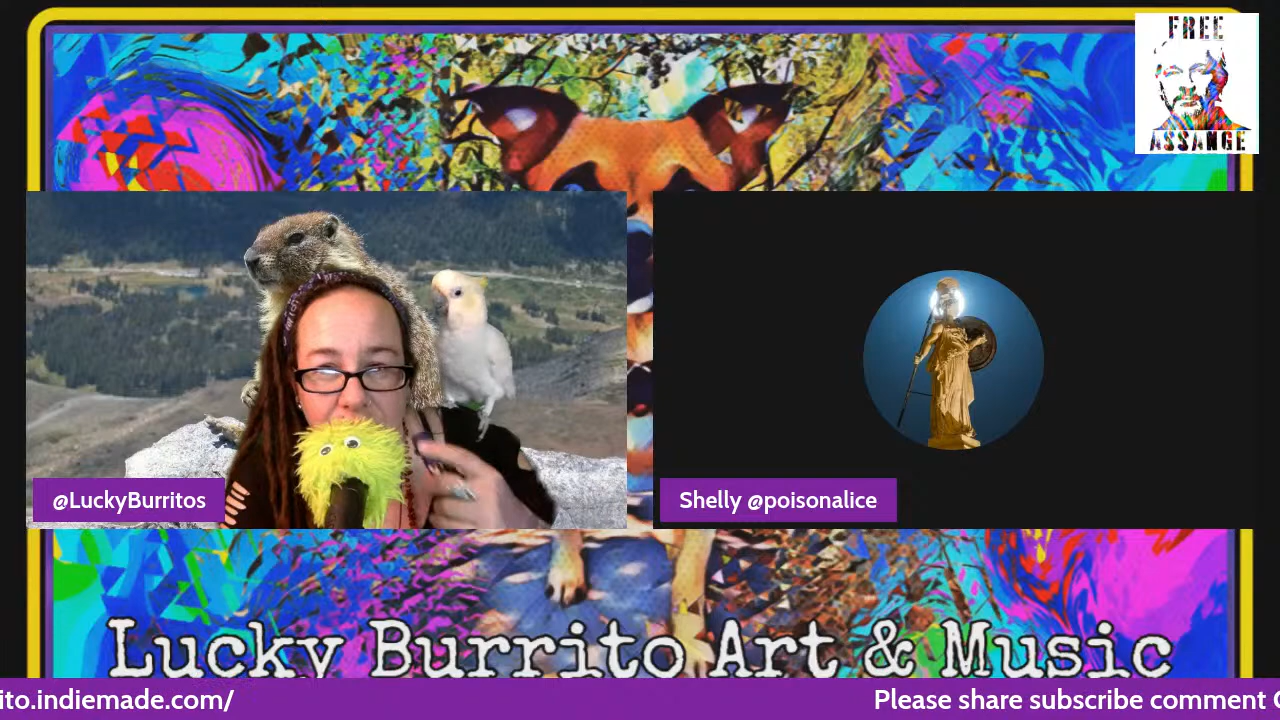 FREE
ASSANGE
@LuckyBurritos
Shelly @poisonalice
Lucky Burrito Art & Music
ito.indiemade.com/
Please share subscribe comment